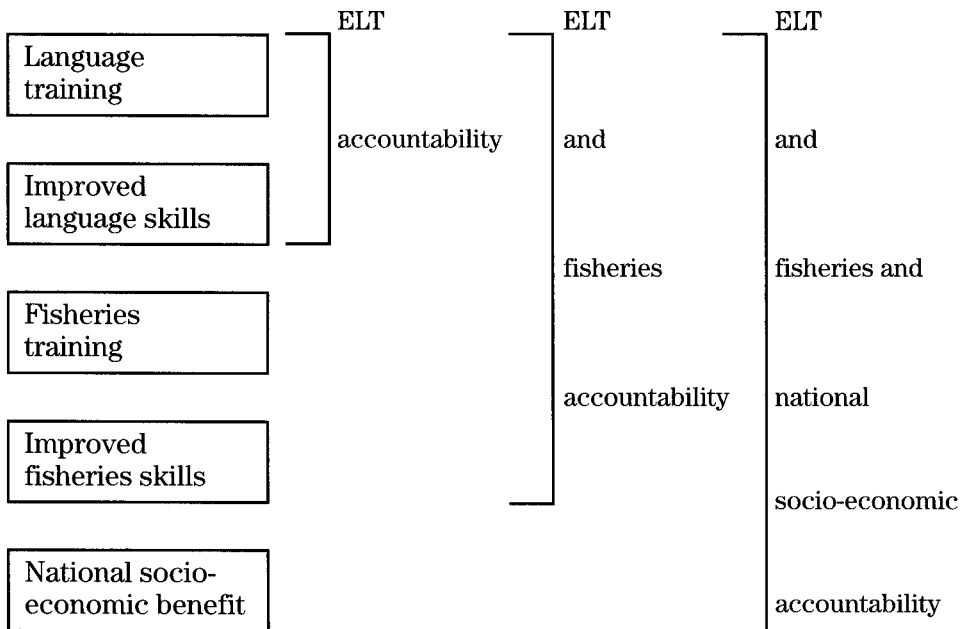 Language
training
Improved
language skills
Fisheries
training
Improved
fisheries skills
National socio-
economic benefit
ELT
accountability
ELT
and
fisheries
accountability
ELT
and
fisheries and
national
socio-economic
accountability